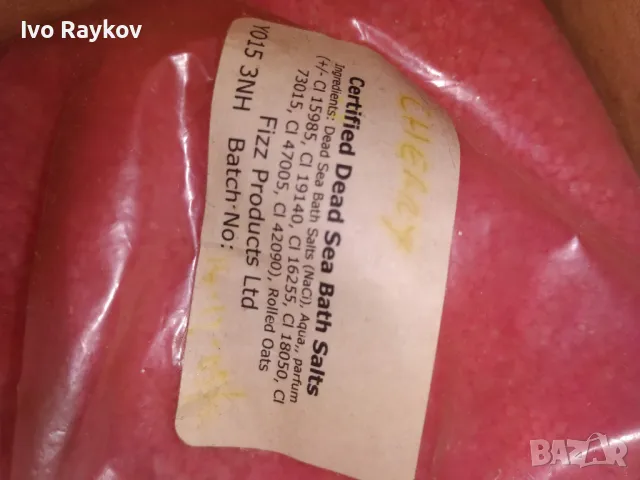 Ivo Raykov
CHERRY
Certified Dead Sea Bath Salts
Ingredients: Dead Sea Bath Salts (NaCl), Aqua,, parfum
(+/- CI 15985, CI 19140, CI 16255, CI 18050, CI
73015, CI 47005, CI 42090), Rolled Oats
Fizz Products Ltd
YO15 3NH Batch No:
BAZAR